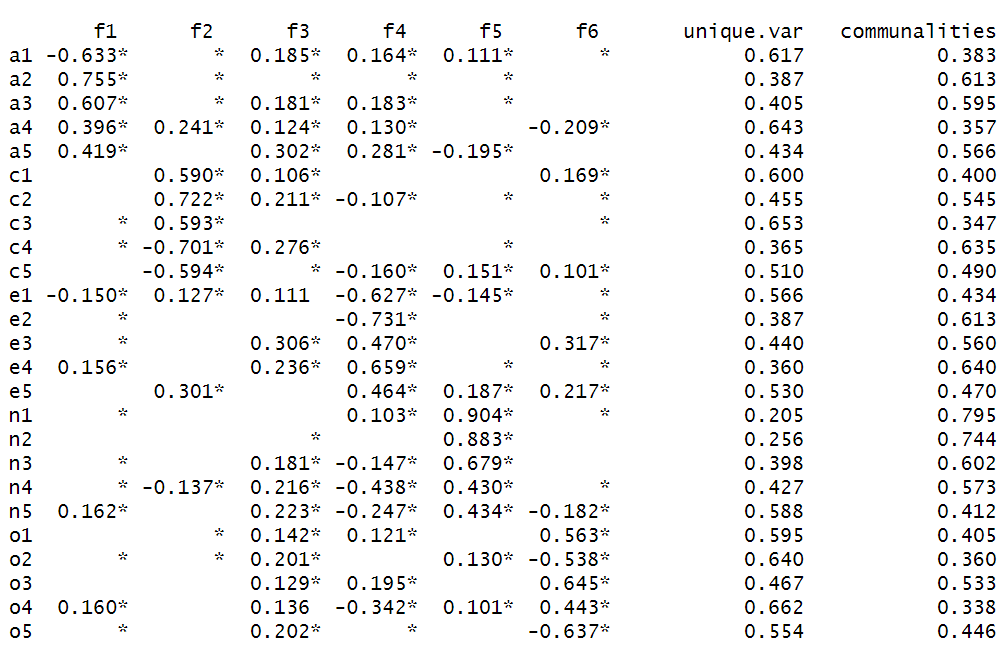 f1      f2      f3      f4      f5      f6       unique.var   communalities
a1 -0.633*       *  0.185*  0.164*  0.111*       *            0.617           0.383
a2  0.755*       *       *       *       *                    0.387           0.613
a3  0.607*       *  0.181*  0.183*       *                    0.405           0.595
a4  0.396*  0.241*  0.124*  0.130*          -0.209*           0.643           0.357
a5  0.419*          0.302*  0.281* -0.195*                    0.434           0.566
c1          0.590*  0.106*                  0.169*            0.600           0.400
c2          0.722*  0.211* -0.107*       *       *            0.455           0.545
c3       *  0.593*                               *            0.653           0.347
c4       * -0.701*  0.276*               *                    0.365           0.635
c5         -0.594*       * -0.160*  0.151*  0.101*            0.510           0.490
e1 -0.150*  0.127*  0.111  -0.627* -0.145*       *            0.566           0.434
e2       *                 -0.731*               *            0.387           0.613
e3       *          0.306*  0.470*          0.317*            0.440           0.560
e4  0.156*          0.236*  0.659*       *       *            0.360           0.640
e5          0.301*          0.464*  0.187*  0.217*            0.530           0.470
n1       *                  0.103*  0.904*       *            0.205           0.795
n2                       *          0.883*                    0.256           0.744
n3       *          0.181* -0.147*  0.679*                    0.398           0.602
n4       * -0.137*  0.216* -0.438*  0.430*       *            0.427           0.573
n5  0.162*          0.223* -0.247*  0.434* -0.182*            0.588           0.412
o1               *  0.142*  0.121*          0.563*            0.595           0.405
o2       *       *  0.201*          0.130* -0.538*            0.640           0.360
o3                  0.129*  0.195*          0.645*            0.467           0.533
o4  0.160*          0.136  -0.342*  0.101*  0.443*            0.662           0.338
o5       *          0.202*       *         -0.637*            0.554           0.446